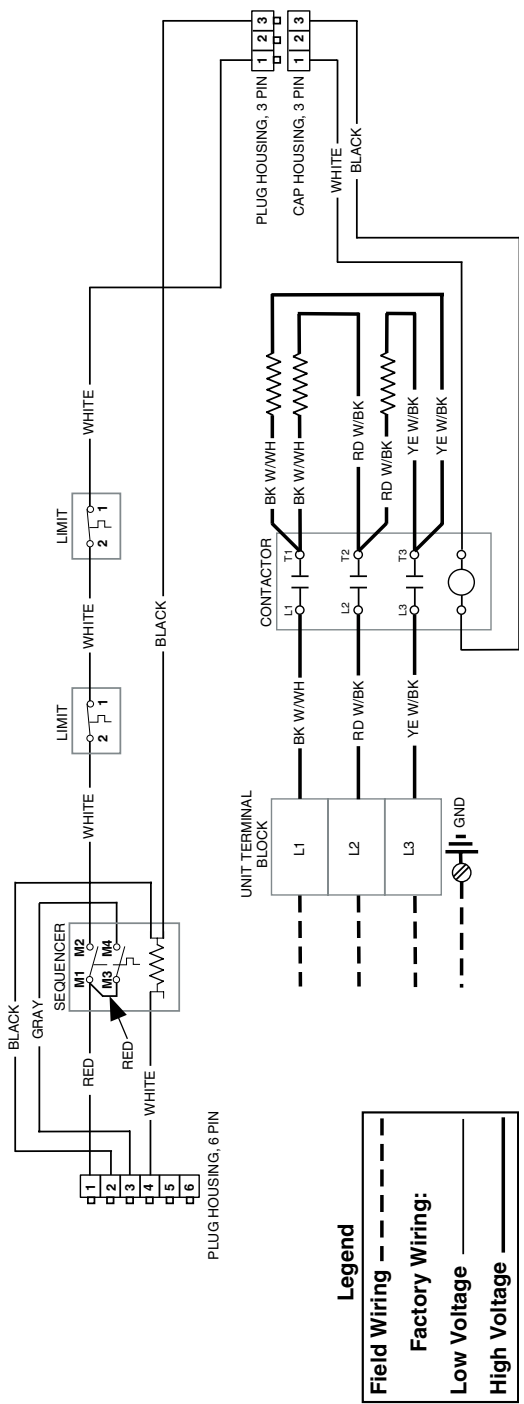 BLACK
GRAY
RED
RED
WHITE
PLUG HOUSING, 6 PIN
1
2
3
4
5
6
SEQUENCER
M1 M2
M3 M4
WHITE
LIMIT
2 1
WHITE
LIMIT
2 1
WHITE
BLACK
PLUG HOUSING, 3 PIN
1 2 3
CAP HOUSING, 3 PIN
1 2 3
WHITE
BLACK
UNIT TERMINAL
BLOCK
L1
L2
L3
GND
BK W/WH
RD W/BK
YE W/BK
CONTACTOR
L1 T1
L2 T2
L3 T3
BK W/WH
BK W/WH
RD W/BK
RD W/BK
YE W/BK
YE W/BK
Legend
Field Wiring
Factory Wiring:
Low Voltage
High Voltage